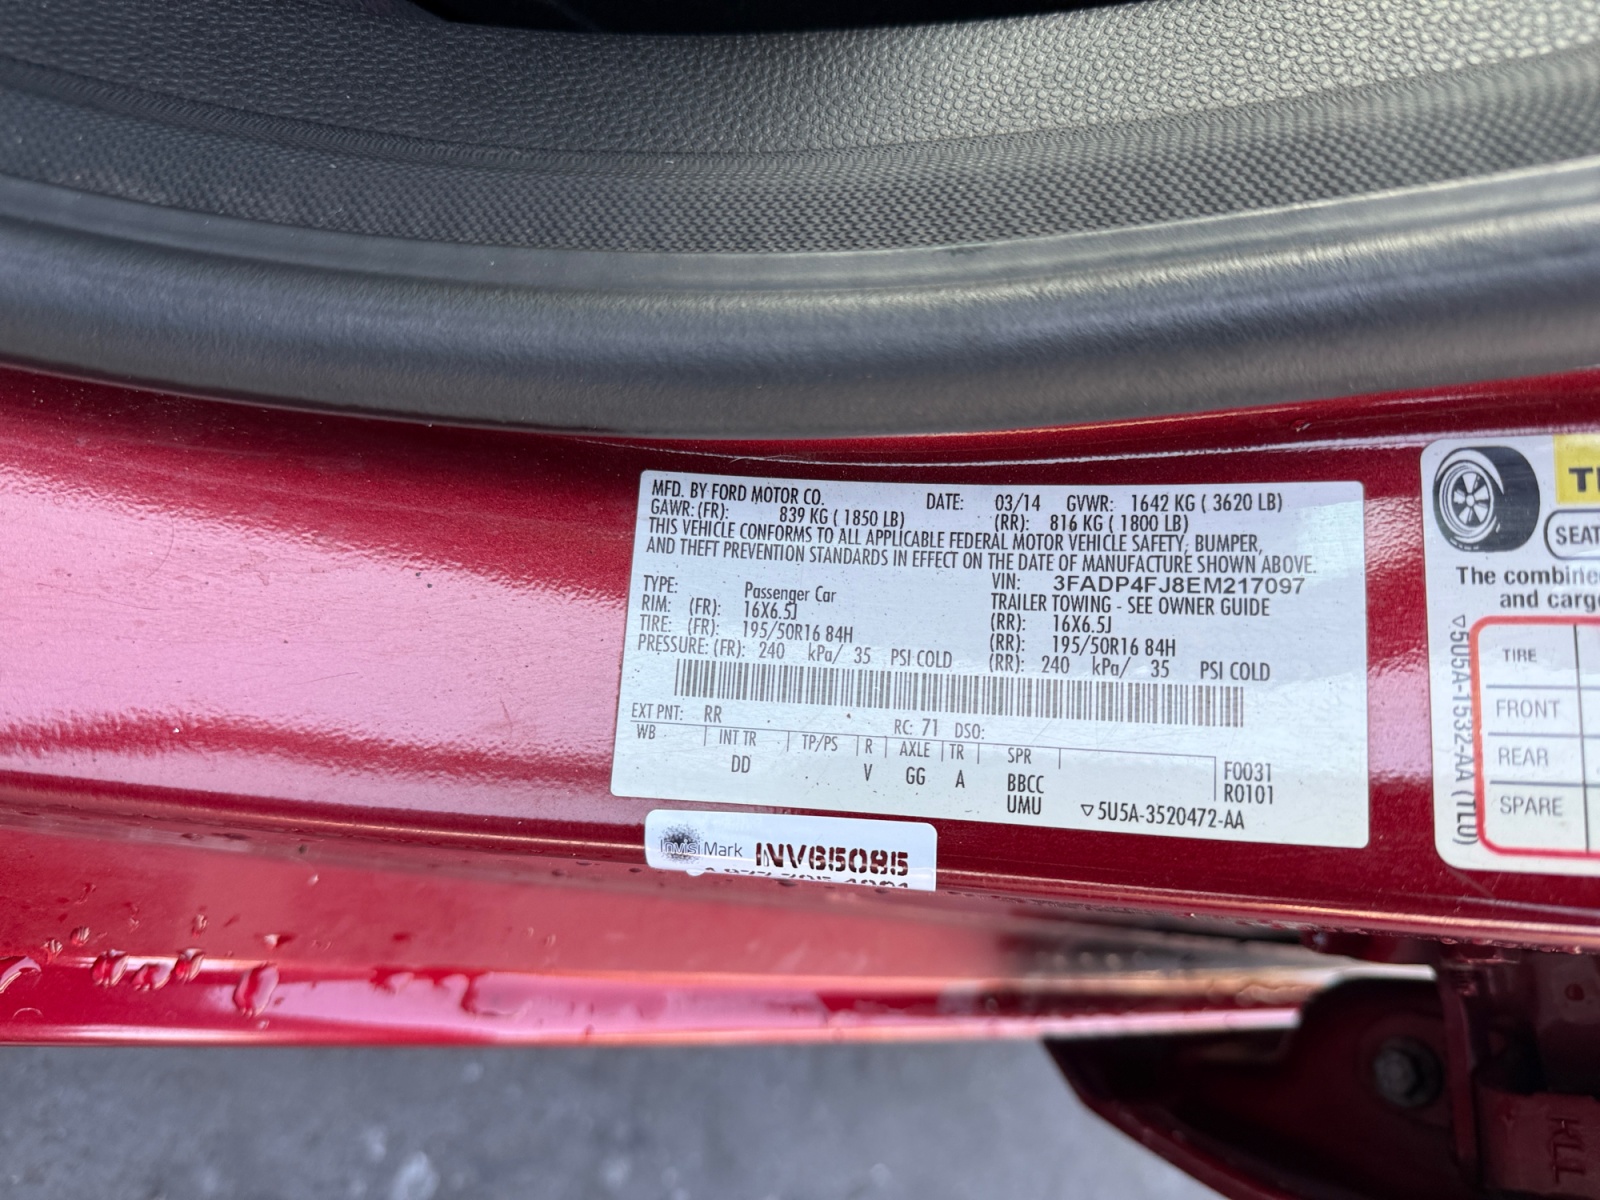 MFD. BY FORD MOTOR CO. DATE: 03/14 GVWR: 1642 KG ( 3620 LB)
GAWR: (FR): 839 KG ( 1850 LB) (RR): 816 KG ( 1800 LB)
THIS VEHICLE CONFORMS TO ALL APPLICABLE FEDERAL MOTOR VEHICLE SAFETY, BUMPER,
AND THEFT PREVENTION STANDARDS IN EFFECT ON THE DATE OF MANUFACTURE SHOWN ABOVE.
VIN: 3FADP4FJ8EM217097
TYPE: Passenger Car TRAILER TOWING - SEE OWNER GUIDE
RIM: (FR): 16X6.5J (RR): 16X6.5J
TIRE: (FR): 195/50R16 84H (RR): 195/50R16 84H
PRESSURE: (FR): 240 kPa/ 35 PSI COLD (RR): 240 kPa/ 35 PSI COLD
EXT PNT: RR RC: 71 DSO:
WB INT TR TP/PS R AXLE TR SPR
DD V GG A BBCC F0031
UMU R0101
▽5U5A-3520472-AA
InvisiMark INV65085
SEAT
The combine
and carg
TIRE
FRONT
REAR
SPARE
▽5U5A-1532-AA (TLU)